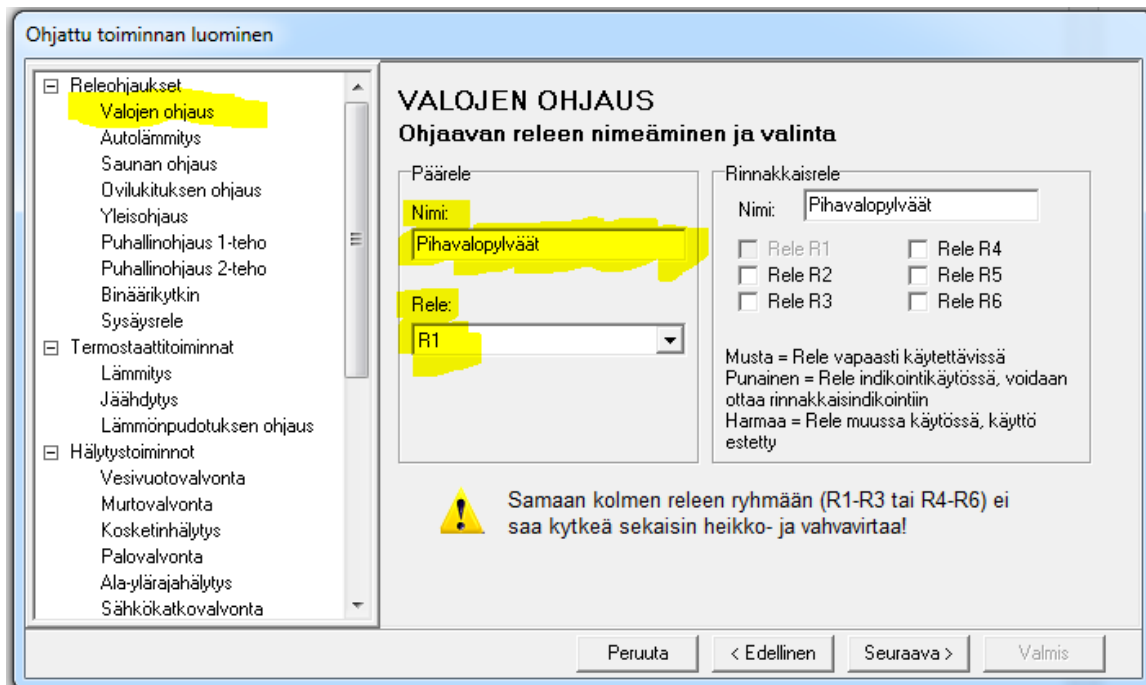 Ohjattu toiminnan luominen
Releohjaukset
Valojen ohjaus
Autolämmitys
Saunan ohjaus
Ovilukituksen ohjaus
Yleisohjaus
Puhallinohjaus 1-teho
Puhallinohjaus 2-teho
Binäärikytkin
Sysäysrele
Termostaattitoiminnat
Lämmitys
Jäähdytys
Lämmönpudotuksen ohjaus
Hälytystoiminnot
Vesivuotovalvonta
Murtovalvonta
Kosketinhälytys
Palovalvonta
Ala-ylärajahälytys
Sähkökatkovalvonta
VALOJEN OHJAUS
Ohjaavan releen nimeäminen ja valinta
Päärele
Nimi:
Pihavalopylväät
Rele:
R1
Rinnakkaisrele
Nimi: Pihavalopylväät
Rele R1 Rele R4
Rele R2 Rele R5
Rele R3 Rele R6
Musta = Rele vapaasti käytettävissä
Punainen = Rele indikointikäytössä, voidaan
ottaa rinnakkaisindikointiin
Harmaa = Rele muussa käytössä, käyttö
estetty
Samaan kolmen releen ryhmään (R1-R3 tai R4-R6) ei
saa kytkeä sekaisin heikko- ja vahvavirtaa!
Peruuta < Edellinen Seuraava > Valmis